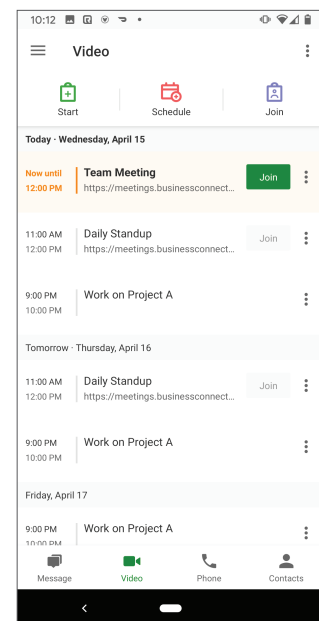 10:12
Video
Start
Schedule
Join
Today · Wednesday, April 15
Now until
12:00 PM
Team Meeting
https://meetings.businessconnect...
Join
11:00 AM
12:00 PM
Daily Standup
https://meetings.businessconnect...
Join
9:00 PM
10:00 PM
Work on Project A
Tomorrow · Thursday, April 16
11:00 AM
12:00 PM
Daily Standup
https://meetings.businessconnect...
Join
9:00 PM
10:00 PM
Work on Project A
Friday, April 17
9:00 PM
10:00 PM
Work on Project A
Message
Video
Phone
Contacts